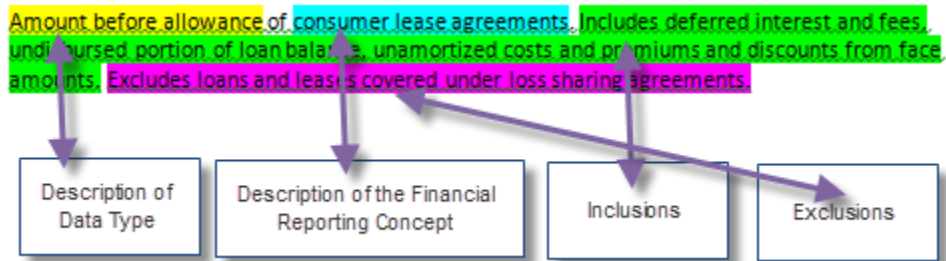 Amount before allowance of consumer lease agreements. Includes deferred interest and fees,
undisbursed portion of loan balance, unamortized costs and premiums and discounts from face
amounts. Excludes loans and leases covered under loss sharing agreements.
Description of
Data Type
Description of the Financial
Reporting Concept
Inclusions
Exclusions